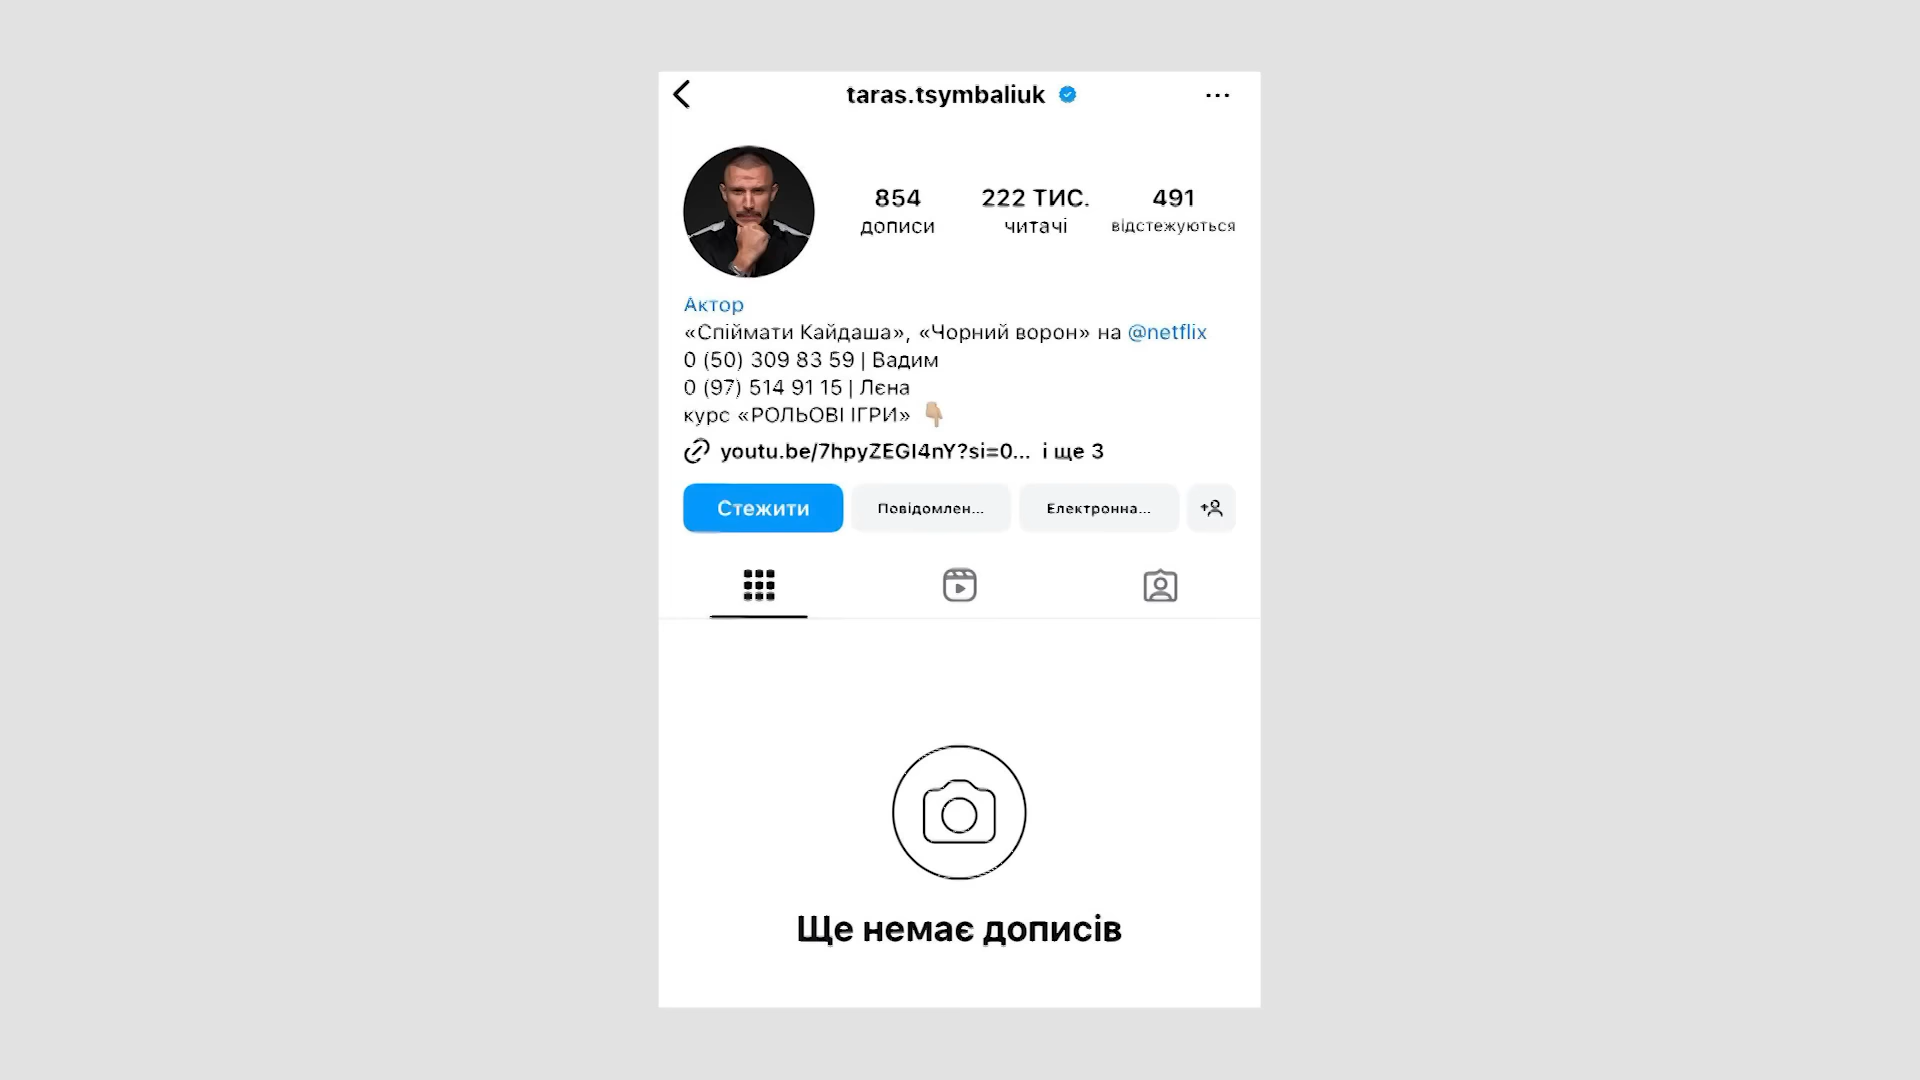 taras.tsymbaliuk
854
дописи
222 ТИС.
читачі
491
відстежуються
Актор
«Спіймати Кайдаша», «Чорний ворон» на @netflix
0 (50) 309 83 59 | Вадим
0 (97) 514 91 15 | Лєна
курс «РОЛЬОВІ ІГРИ»
youtu.be/7hpyZEGI4nY?si=0... і ще 3
Стежити
Повідомлен...
Електронна...
Ще немає дописів